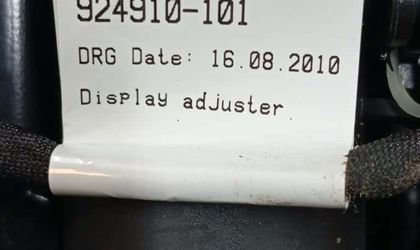 924910-101
DRG Date: 16.08.2010
Display adjuster